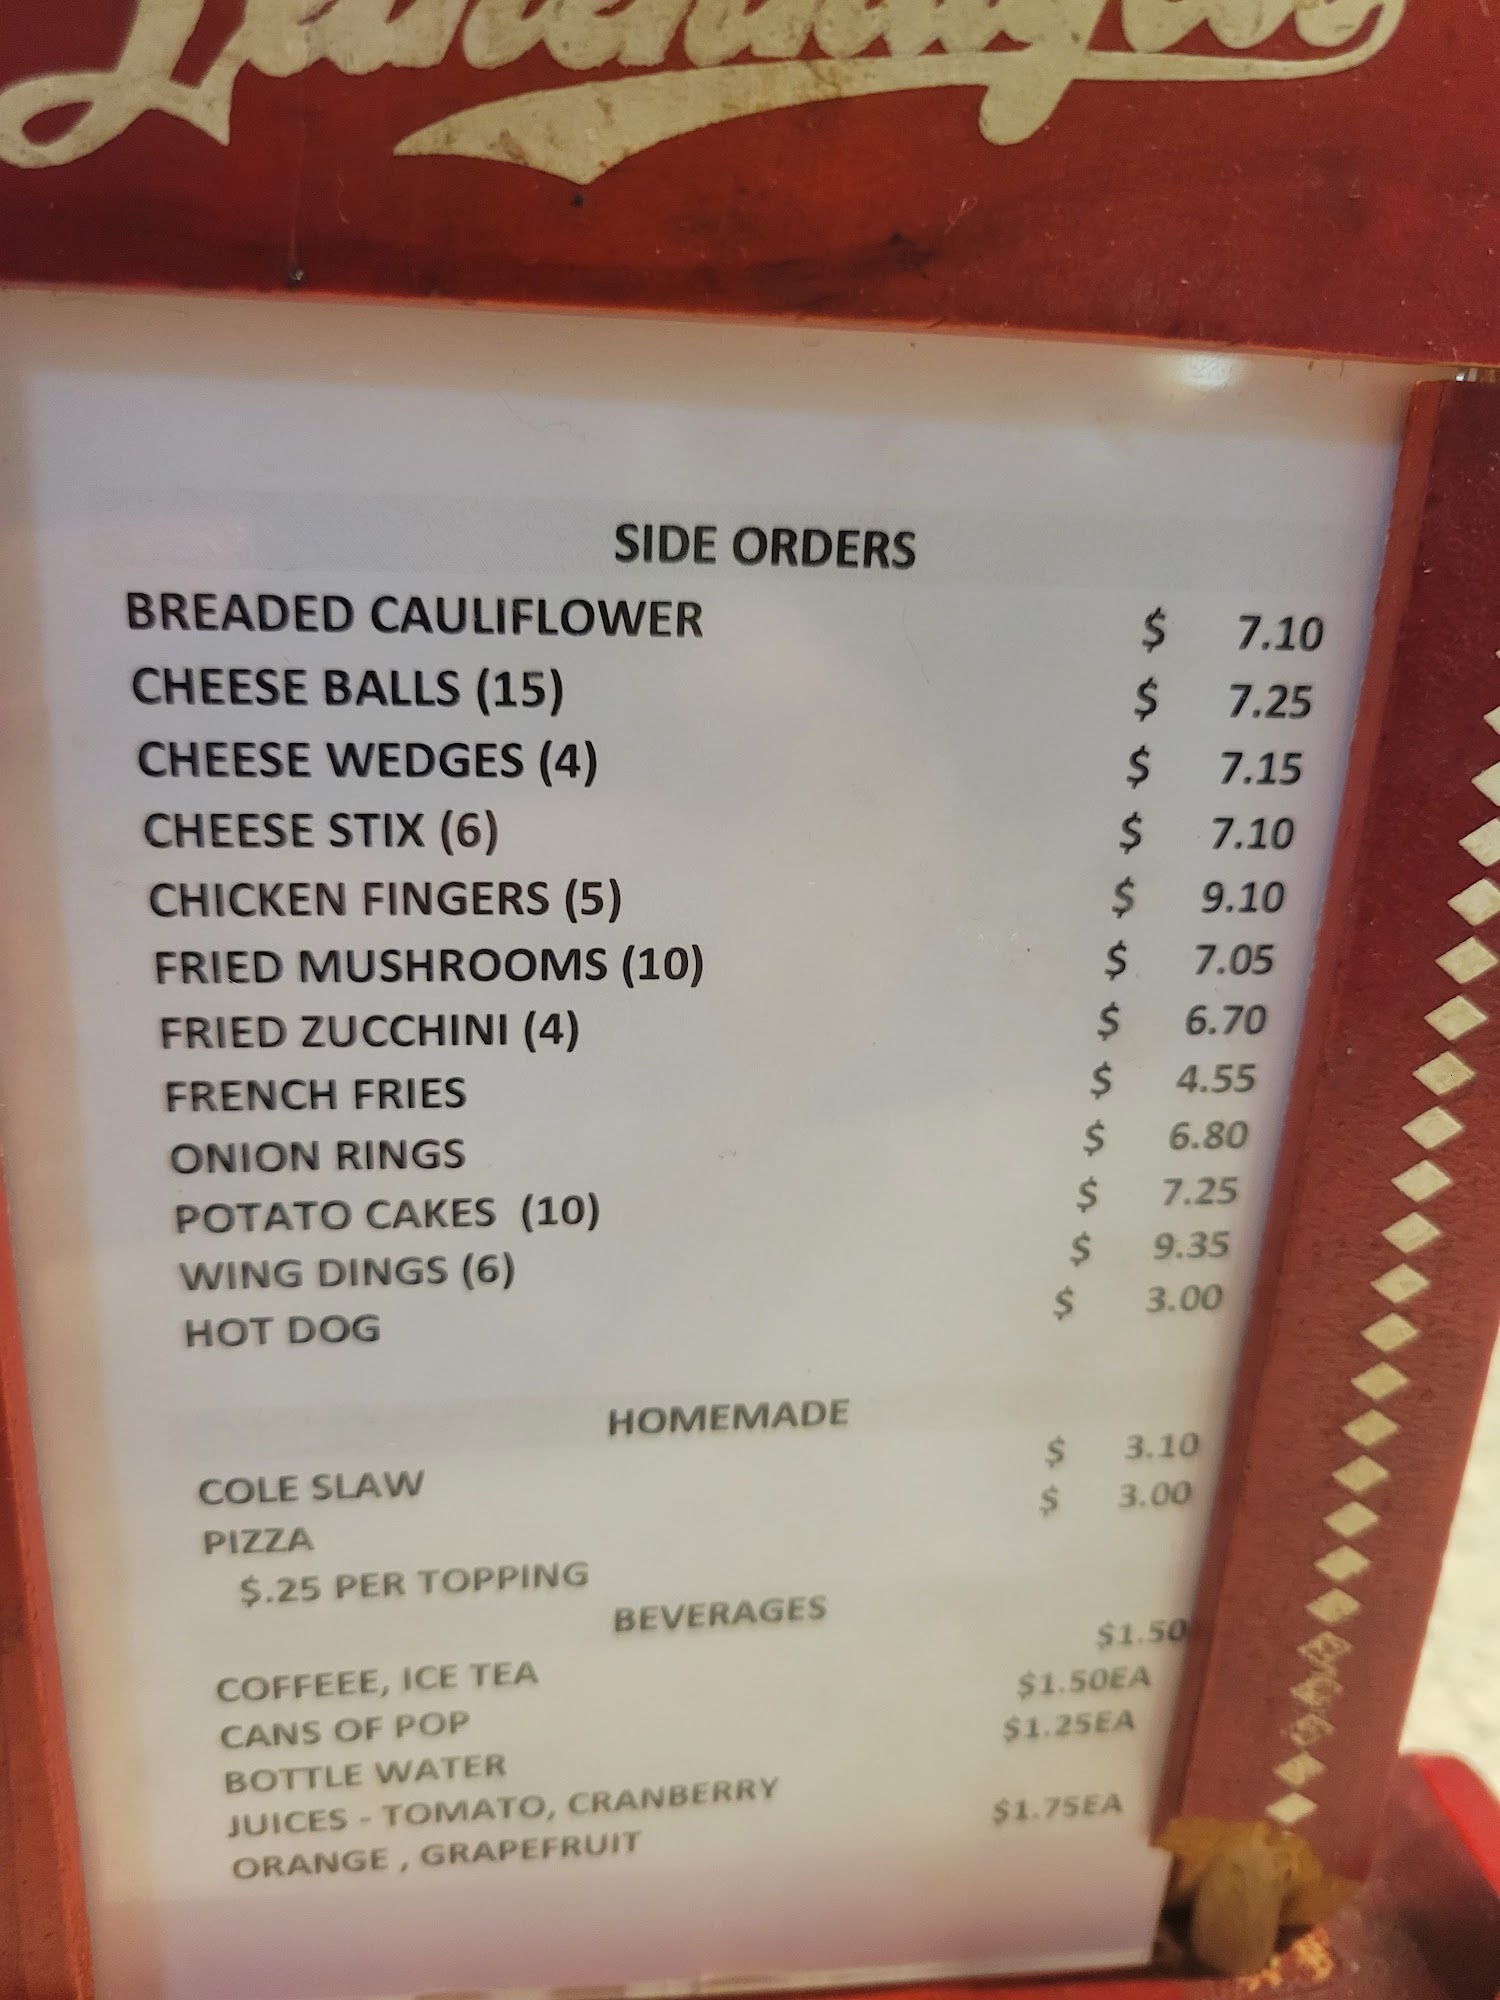 SIDE ORDERS
BREADED CAULIFLOWER $ 7.10
CHEESE BALLS (15) $ 7.25
CHEESE WEDGES (4) $ 7.15
CHEESE STIX (6) $ 7.10
CHICKEN FINGERS (5) $ 9.10
FRIED MUSHROOMS (10) $ 7.05
FRIED ZUCCHINI (4) $ 6.70
FRENCH FRIES $ 4.55
ONION RINGS $ 6.80
POTATO CAKES (10) $ 7.25
WING DINGS (6) $ 9.35
HOT DOG $ 3.00
HOMEMADE
COLE SLAW $ 3.10
PIZZA $ 3.00
$.25 PER TOPPING
BEVERAGES
COFFEEE, ICE TEA $1.50
CANS OF POP $1.50EA
BOTTLE WATER $1.25EA
JUICES - TOMATO, CRANBERRY
ORANGE , GRAPEFRUIT $1.75EA